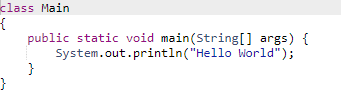 class Main
{
    public static void main(String[] args) {
        System.out.println("Hello World");
    }
}